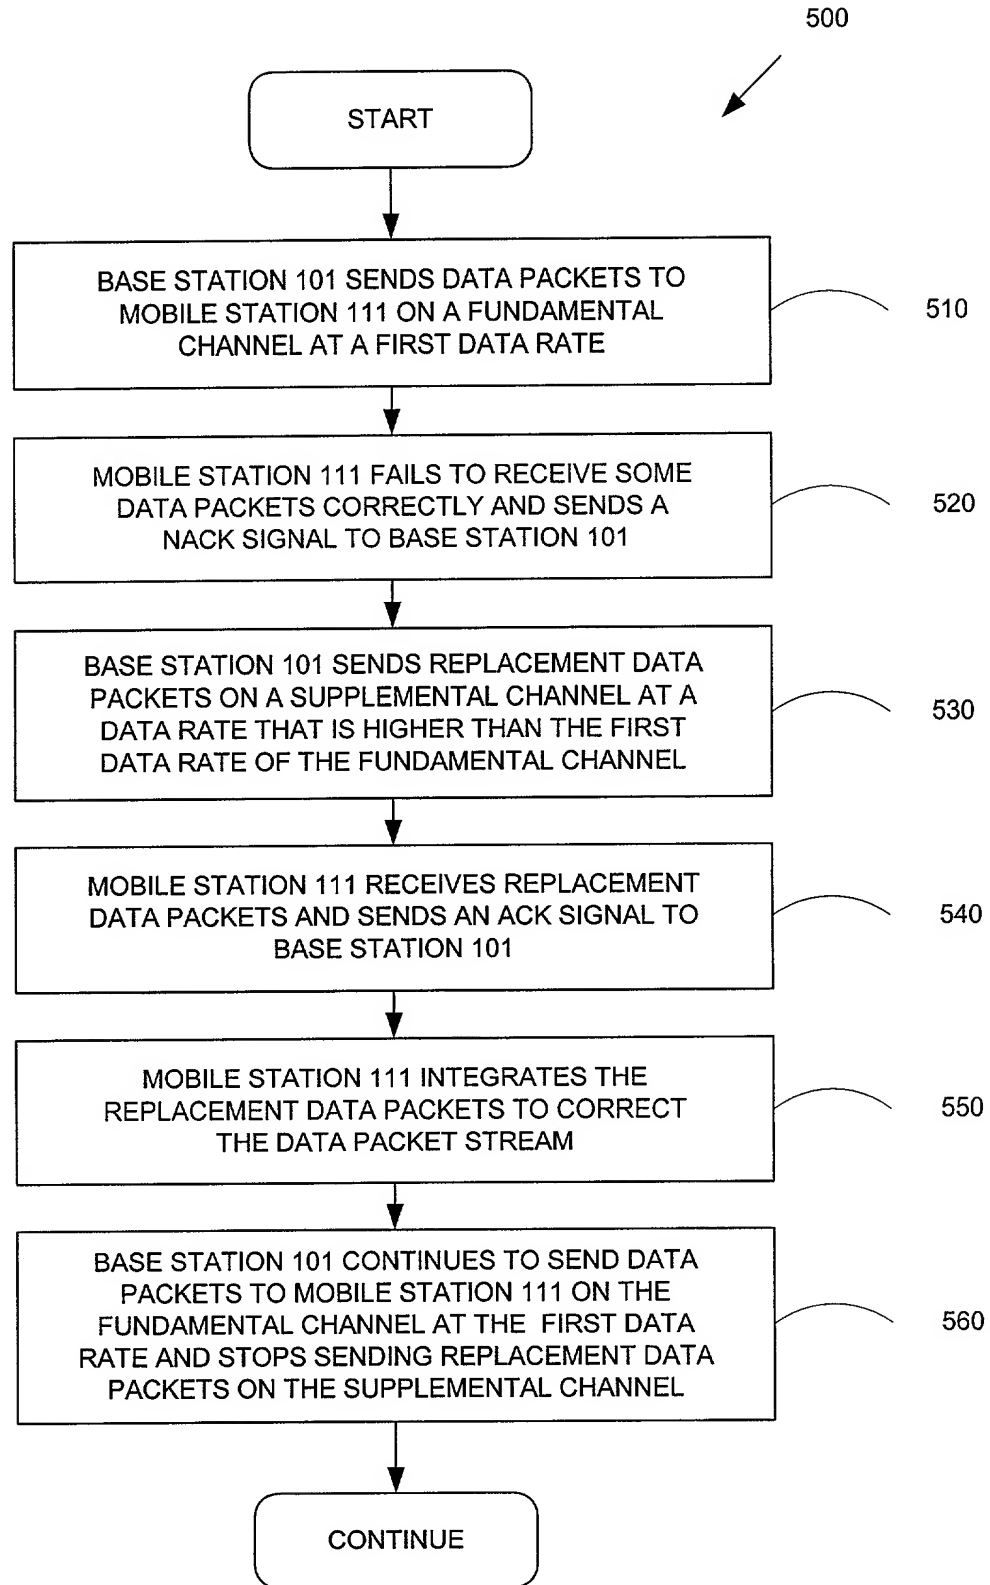 500
START
BASE STATION 101 SENDS DATA PACKETS TO
MOBILE STATION 111 ON A FUNDAMENTAL
CHANNEL AT A FIRST DATA RATE
510
MOBILE STATION 111 FAILS TO RECEIVE SOME
DATA PACKETS CORRECTLY AND SENDS A
NACK SIGNAL TO BASE STATION 101
520
BASE STATION 101 SENDS REPLACEMENT DATA
PACKETS ON A SUPPLEMENTAL CHANNEL AT A
DATA RATE THAT IS HIGHER THAN THE FIRST
DATA RATE OF THE FUNDAMENTAL CHANNEL
530
MOBILE STATION 111 RECEIVES REPLACEMENT
DATA PACKETS AND SENDS AN ACK SIGNAL TO
BASE STATION 101
540
MOBILE STATION 111 INTEGRATES THE
REPLACEMENT DATA PACKETS TO CORRECT
THE DATA PACKET STREAM
550
BASE STATION 101 CONTINUES TO SEND DATA
PACKETS TO MOBILE STATION 111 ON THE
FUNDAMENTAL CHANNEL AT THE FIRST DATA
RATE AND STOPS SENDING REPLACEMENT DATA
PACKETS ON THE SUPPLEMENTAL CHANNEL
560
CONTINUE